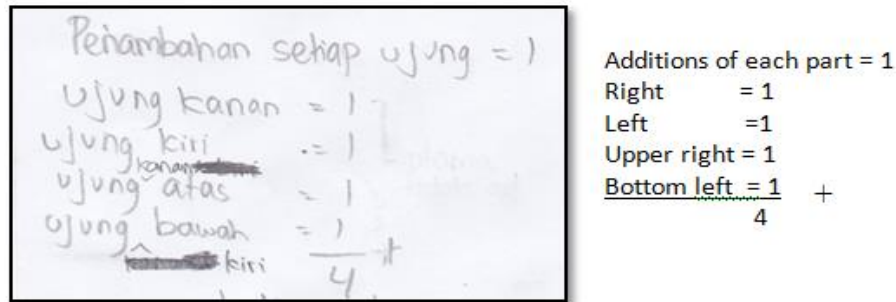 Penambahan setiap ujung = 1
ujung kanan = 1
ujung kiri = 1
ujung kanan atas = 1
ujung kiri bawah = 1
4 +
Additions of each part = 1
Right = 1
Left =1
Upper right = 1
Bottom left = 1
4 +